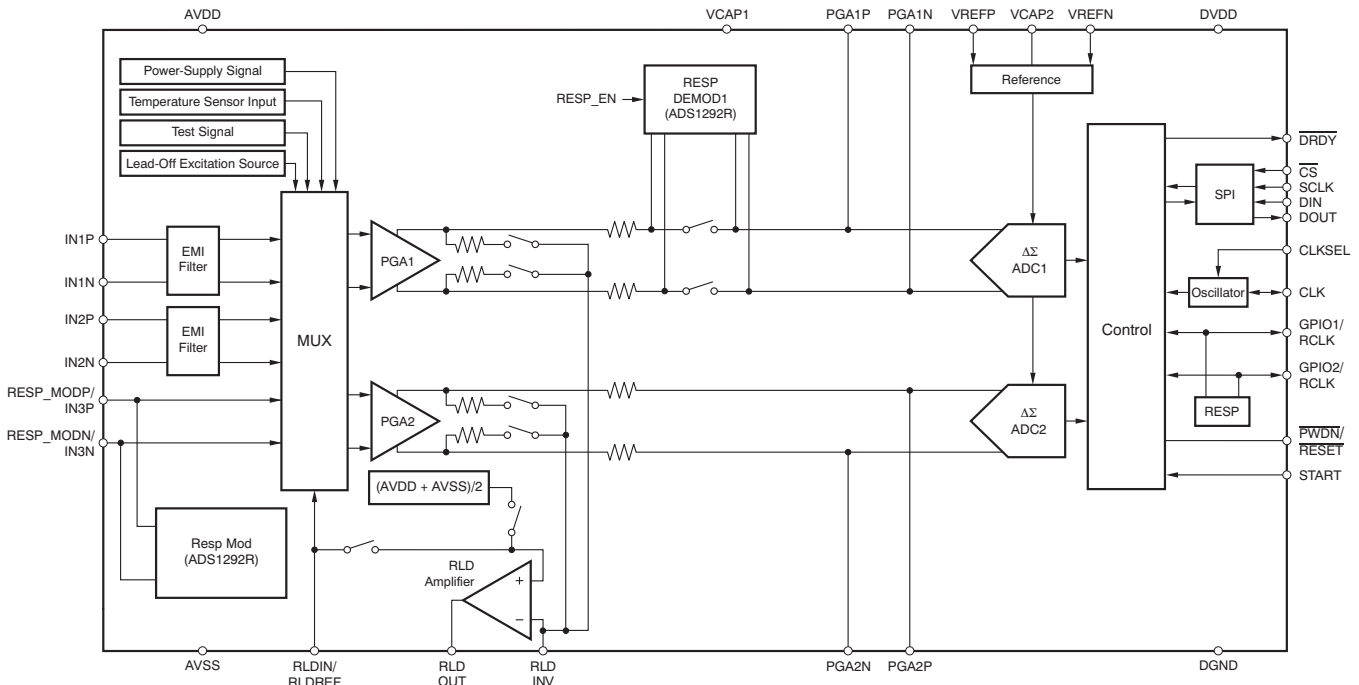 AVDD
VCAP1
PGA1P
PGA1N
VREFP
VCAP2
VREFN
DVDD
Power-Supply Signal
Temperature Sensor Input
Test Signal
Lead-Off Excitation Source
RESP_EN
RESP
DEMOD1
(ADS1292R)
Reference
DRDY
CS
SCLK
DIN
DOUT
SPI
CLKSEL
Oscillator
CLK
GPIO1/
RCLK
GPIO2/
RCLK
RESP
PWDN/
RESET
START
Control
IN1P
IN1N
IN2P
IN2N
RESP_MODP/
IN3P
RESP_MODN/
IN3N
EMI
Filter
EMI
Filter
MUX
PGA1
PGA2
ΔΣ
ADC1
ΔΣ
ADC2
(AVDD + AVSS)/2
Resp Mod
(ADS1292R)
RLD
Amplifier
+
−
AVSS
RLDIN/
RLDREF
RLD
OUT
RLD
INV
PGA2N
PGA2P
DGND